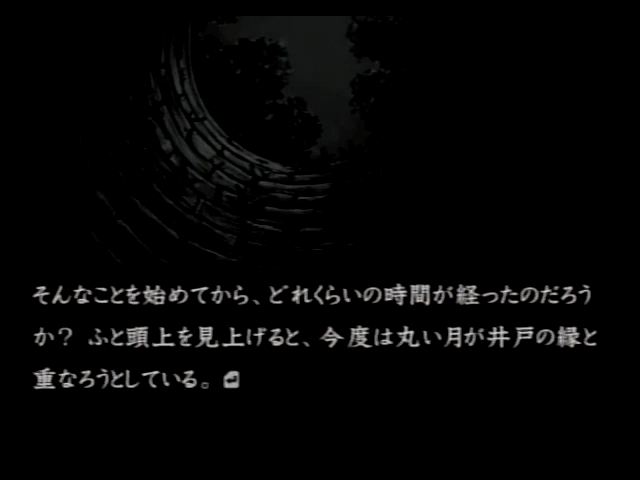 そんなことを始めてから、どれくらいの時間が経ったのだろう
か？ ふと頭上を見上げると、今度は丸い月が井戸の縁と
重なろうとしている。